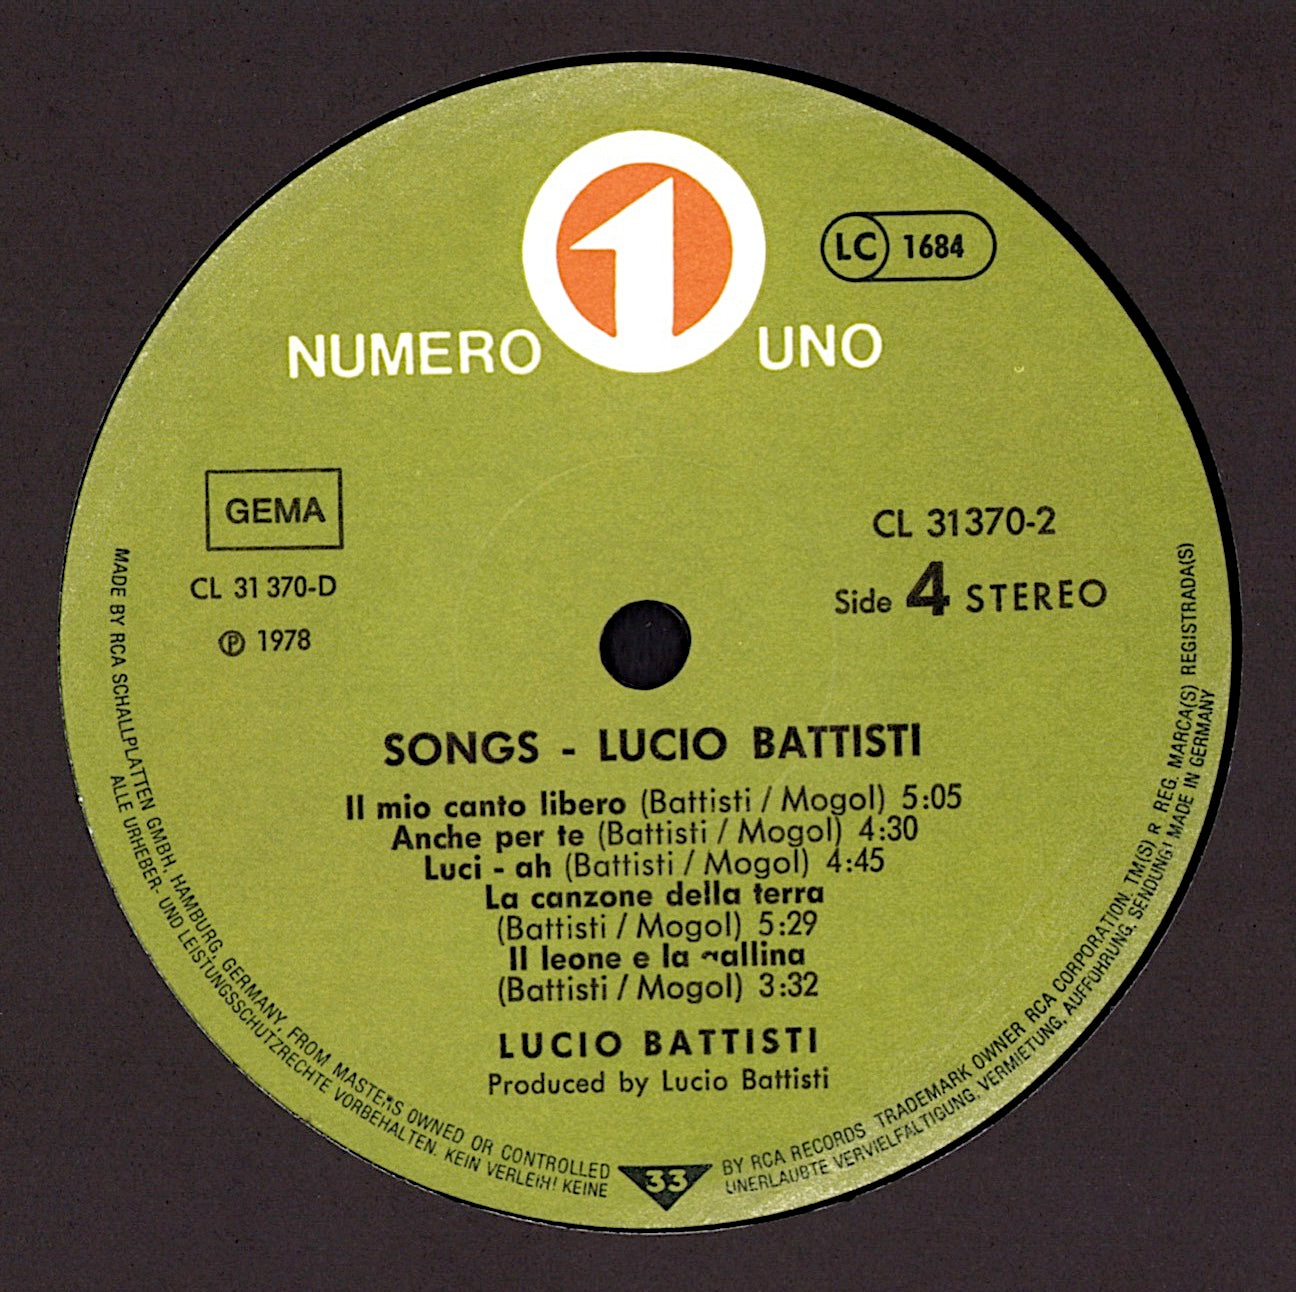 1
LC 1684
NUMERO UNO
GEMA
CL 31 370-D
℗ 1978
CL 31370-2
Side 4 STEREO
SONGS - LUCIO BATTISTI
Il mio canto libero (Battisti / Mogol) 5:05
Anche per te (Battisti / Mogol) 4:30
Luci - ah (Battisti / Mogol) 4:45
La canzone della terra
(Battisti / Mogol) 5:29
Il leone e la gallina
(Battisti / Mogol) 3:32
LUCIO BATTISTI
Produced by Lucio Battisti
MADE BY RCA SCHALLPLATTEN GMBH, HAMBURG, GERMANY, FROM MASTERS OWNED OR CONTROLLED
33
BY RCA RECORDS, TRADEMARK OWNER RCA CORPORATION. TM(S) R REG. MARCA(S) REGISTRADA(S)
ALLE URHEBER- UND LEISTUNGSSCHUTZRECHTE VORBEHALTEN. KEIN VERLEIH! KEINE
UNERLAUBTE VERVIELFÄLTIGUNG, VERMIETUNG, AUFFÜHRUNG, SENDUNG! MADE IN GERMANY